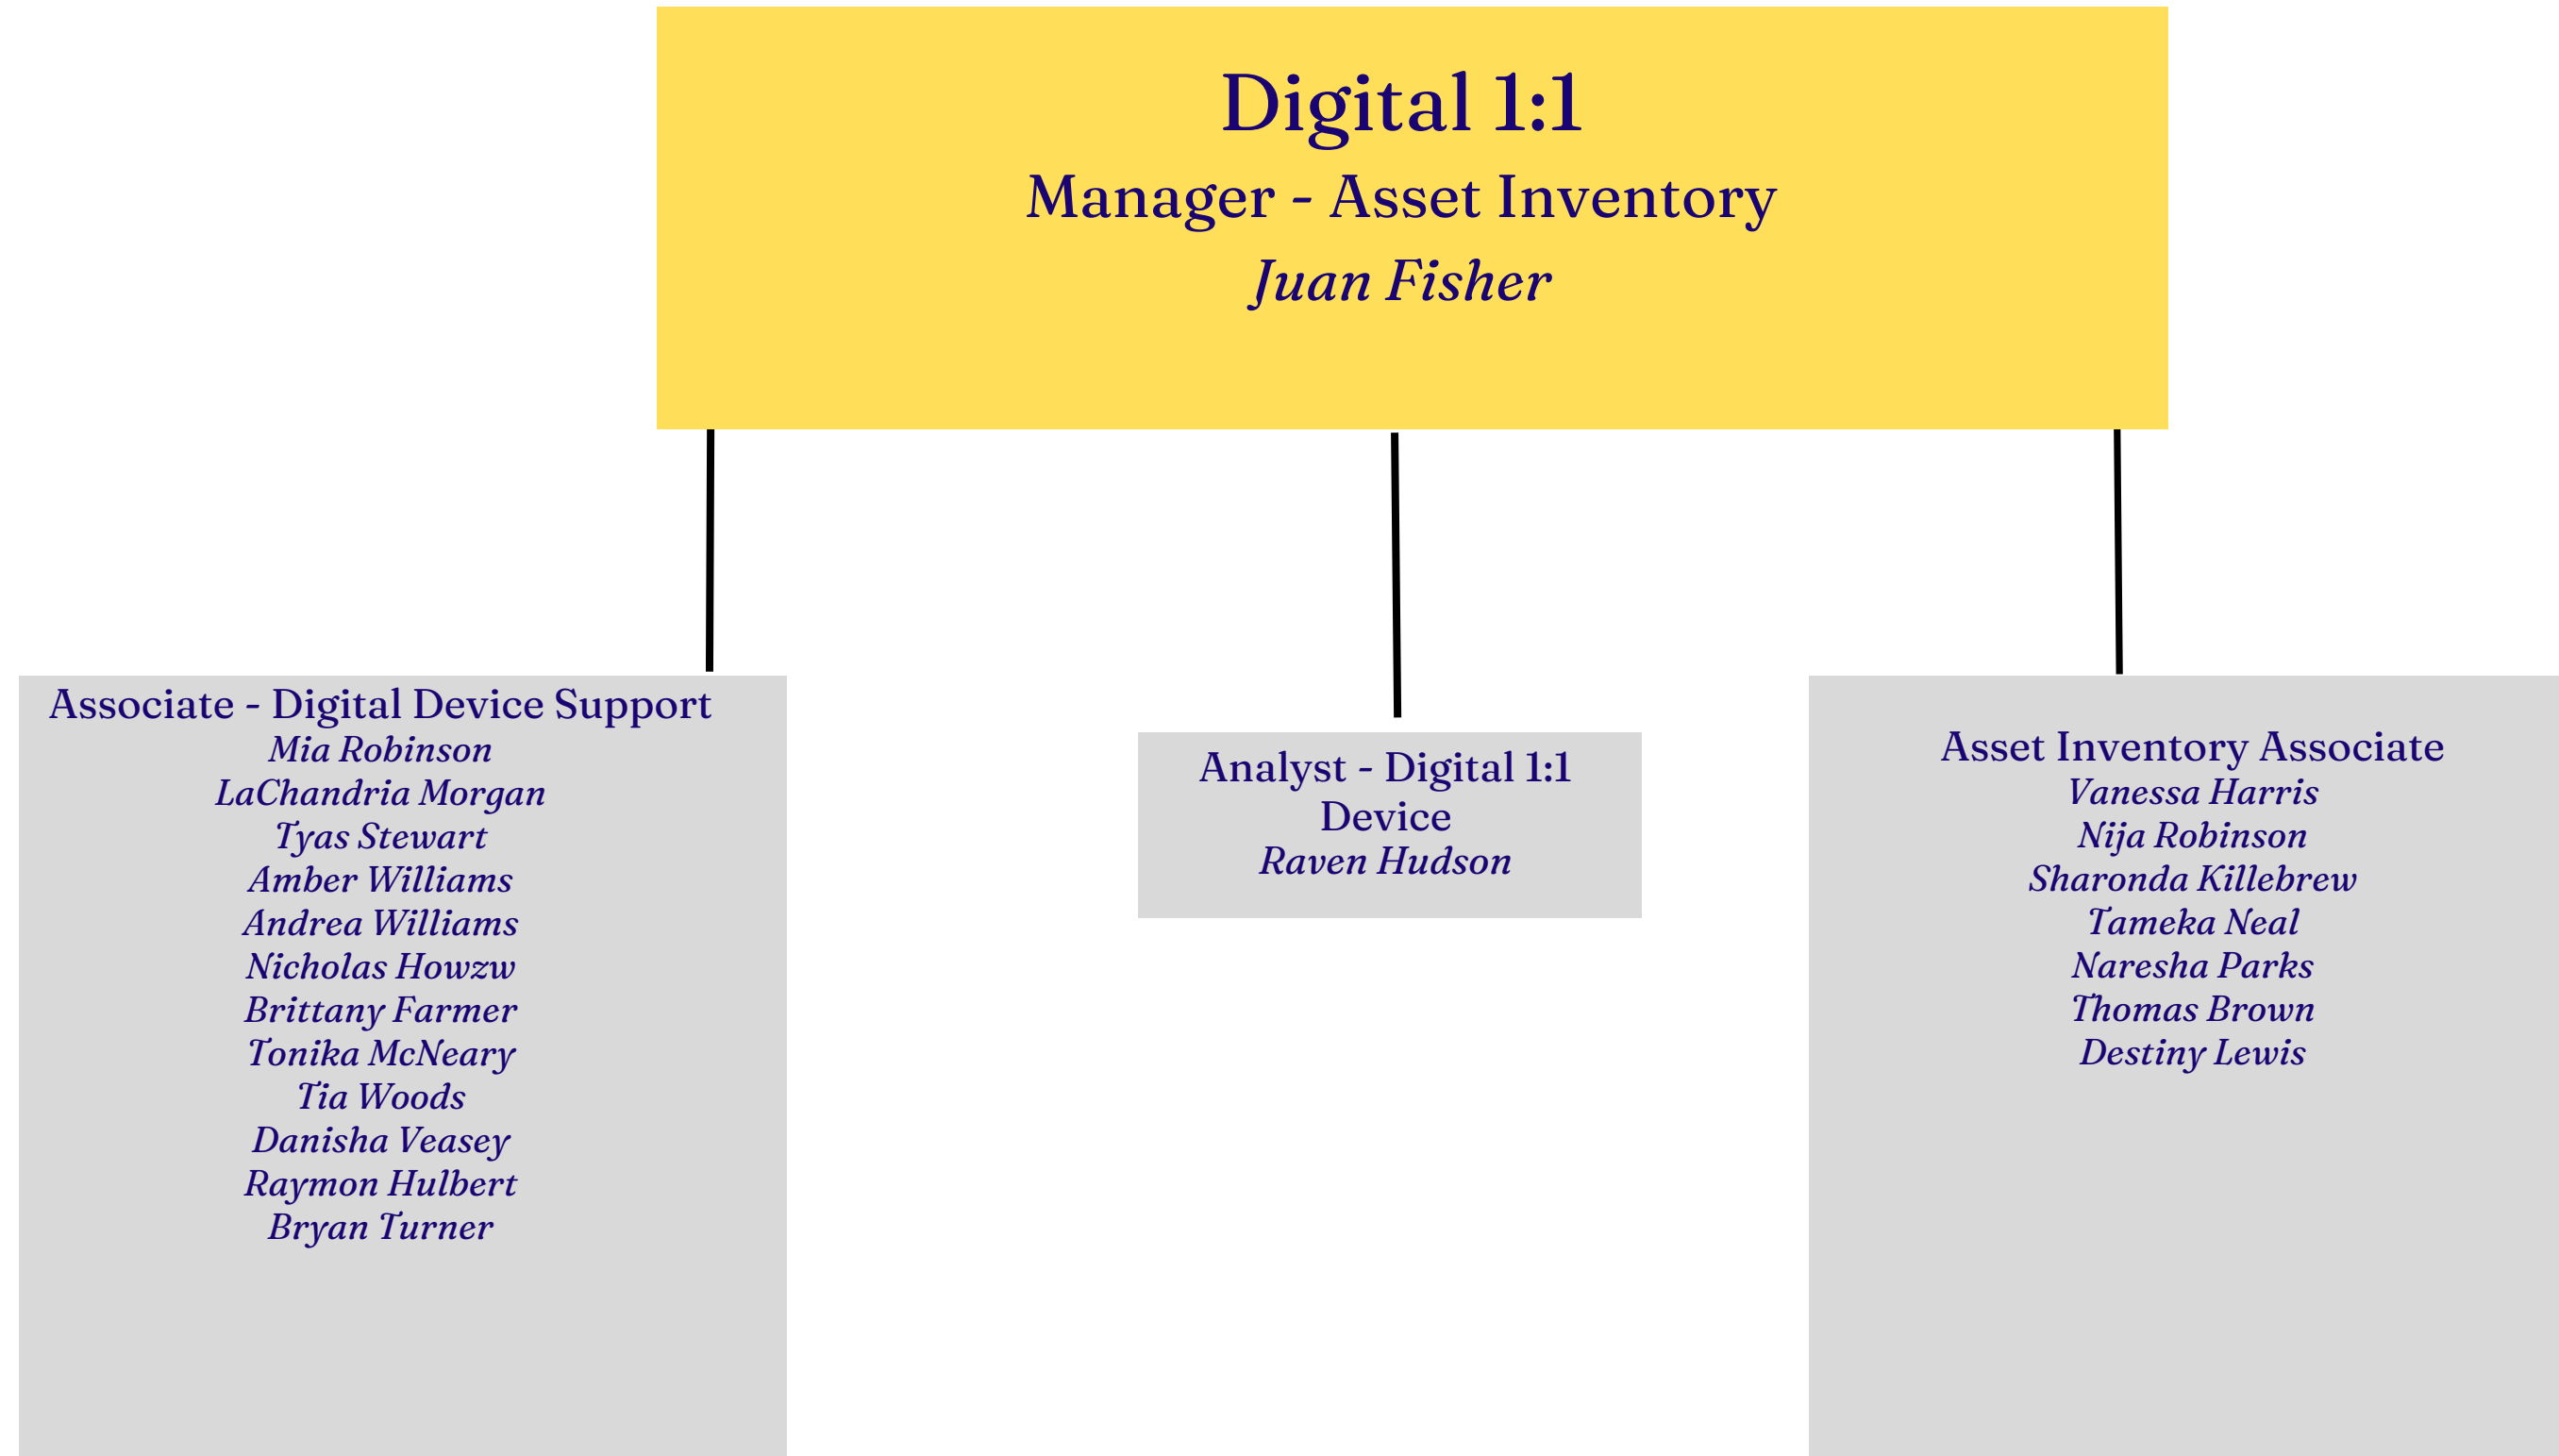 Digital 1:1
Manager - Asset Inventory
Juan Fisher
Associate - Digital Device Support
Mia Robinson
LaChandria Morgan
Tyas Stewart
Amber Williams
Andrea Williams
Nicholas Howzw
Brittany Farmer
Tonika McNeary
Tia Woods
Danisha Veasey
Raymon Hulbert
Bryan Turner
Analyst - Digital 1:1
Device
Raven Hudson
Asset Inventory Associate
Vanessa Harris
Nija Robinson
Sharonda Killebrew
Tameka Neal
Naresha Parks
Thomas Brown
Destiny Lewis